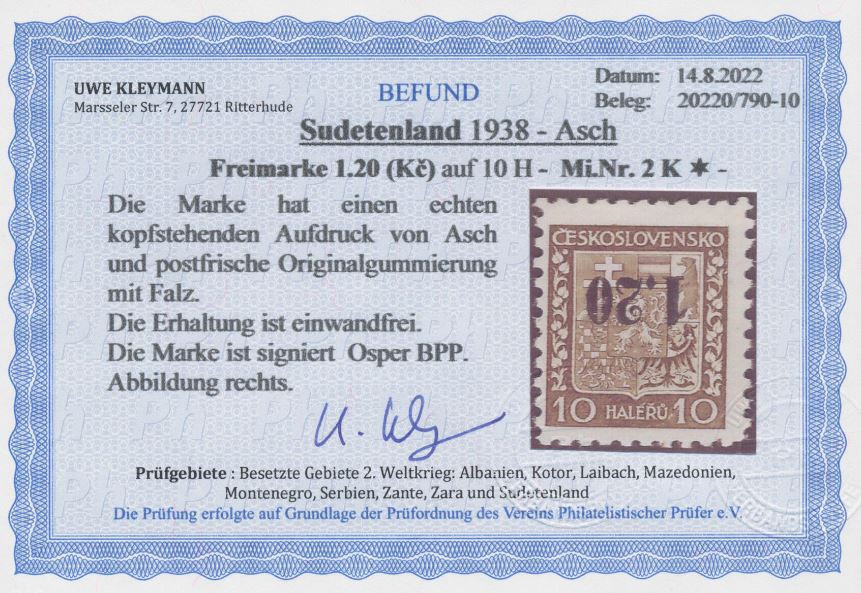 UWE KLEYMANN
Marsseler Str. 7, 27721 Ritterhude
BEFUND
Datum: 14.8.2022
Beleg: 20220/790-10
Sudetenland 1938 - Asch
Freimarke 1.20 (Kč) auf 10 H - Mi.Nr. 2 K ✶ -
Die Marke hat einen echten
kopfstehenden Aufdruck von Asch
und postfrische Originalgummierung
mit Falz.
Die Erhaltung ist einwandfrei.
Die Marke ist signiert Osper BPP.
Abbildung rechts.
ČESKOSLOVENSKO
1.20
10 HALEŘŮ 10
Prüfgebiete : Besetzte Gebiete 2. Weltkrieg: Albanien, Kotor, Laibach, Mazedonien,
Montenegro, Serbien, Zante, Zara und Sudetenland
Die Prüfung erfolgte auf Grundlage der Prüfordnung des Vereins Philatelistischer Prüfer e.V.